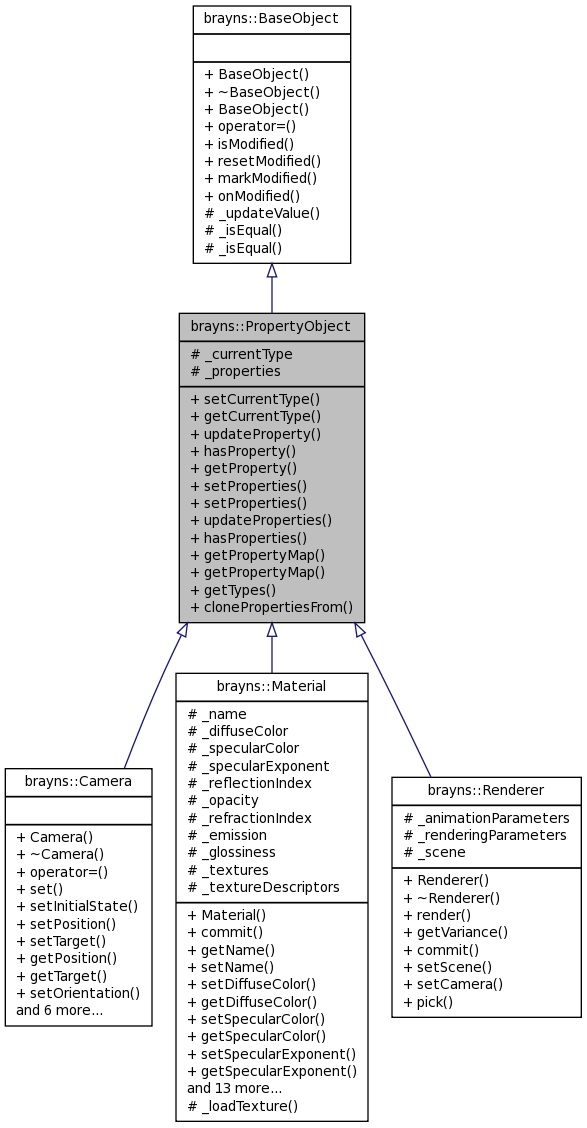 brayns::BaseObject
+ BaseObject()
+ ~BaseObject()
+ BaseObject()
+ operator=()
+ isModified()
+ resetModified()
+ markModified()
+ onModified()
# _updateValue()
# _isEqual()
# _isEqual()
brayns::PropertyObject
# _currentType
# _properties
+ setCurrentType()
+ getCurrentType()
+ updateProperty()
+ hasProperty()
+ getProperty()
+ setProperties()
+ setProperties()
+ updateProperties()
+ hasProperties()
+ getPropertyMap()
+ getPropertyMap()
+ getTypes()
+ clonePropertiesFrom()
brayns::Camera
+ Camera()
+ ~Camera()
+ operator=()
+ set()
+ setInitialState()
+ setPosition()
+ setTarget()
+ getPosition()
+ getTarget()
+ setOrientation()
and 6 more...
brayns::Material
# _name
# _diffuseColor
# _specularColor
# _specularExponent
# _reflectionIndex
# _opacity
# _refractionIndex
# _emission
# _glossiness
# _textures
# _textureDescriptors
+ Material()
+ commit()
+ getName()
+ setName()
+ setDiffuseColor()
+ getDiffuseColor()
+ setSpecularColor()
+ getSpecularColor()
+ setSpecularExponent()
+ getSpecularExponent()
and 13 more...
# _loadTexture()
brayns::Renderer
# _animationParameters
# _renderingParameters
# _scene
+ Renderer()
+ ~Renderer()
+ render()
+ getVariance()
+ commit()
+ setScene()
+ setCamera()
+ pick()